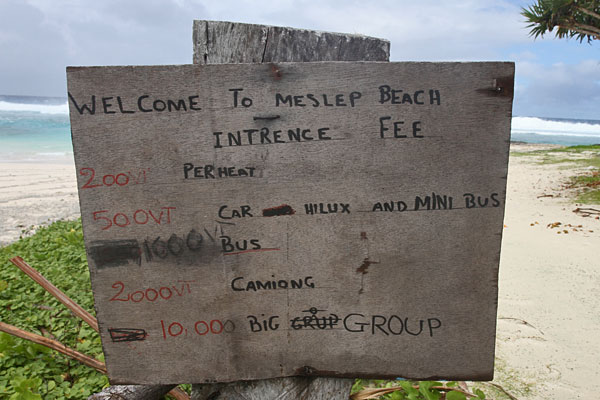 WELCOME TO MESLEP BEACH
INTRENCE FEE
200VT PERHEAT
500VT CAR HILUX AND MINI BUS
1000VT BUS
2000VT CAMIONG
10,000 BIG GROUP